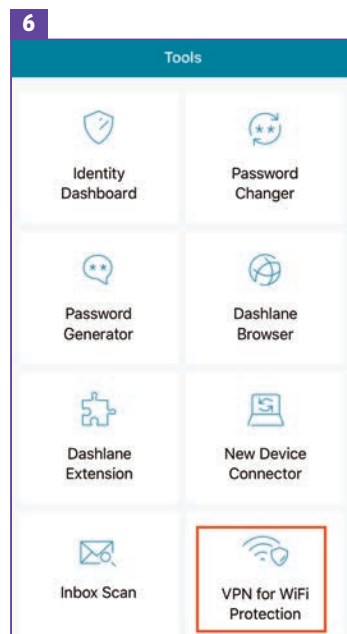 6
Tools
Identity
Dashboard
Password
Changer
Password
Generator
Dashlane
Browser
Dashlane
Extension
New Device
Connector
Inbox Scan
VPN for WiFi
Protection